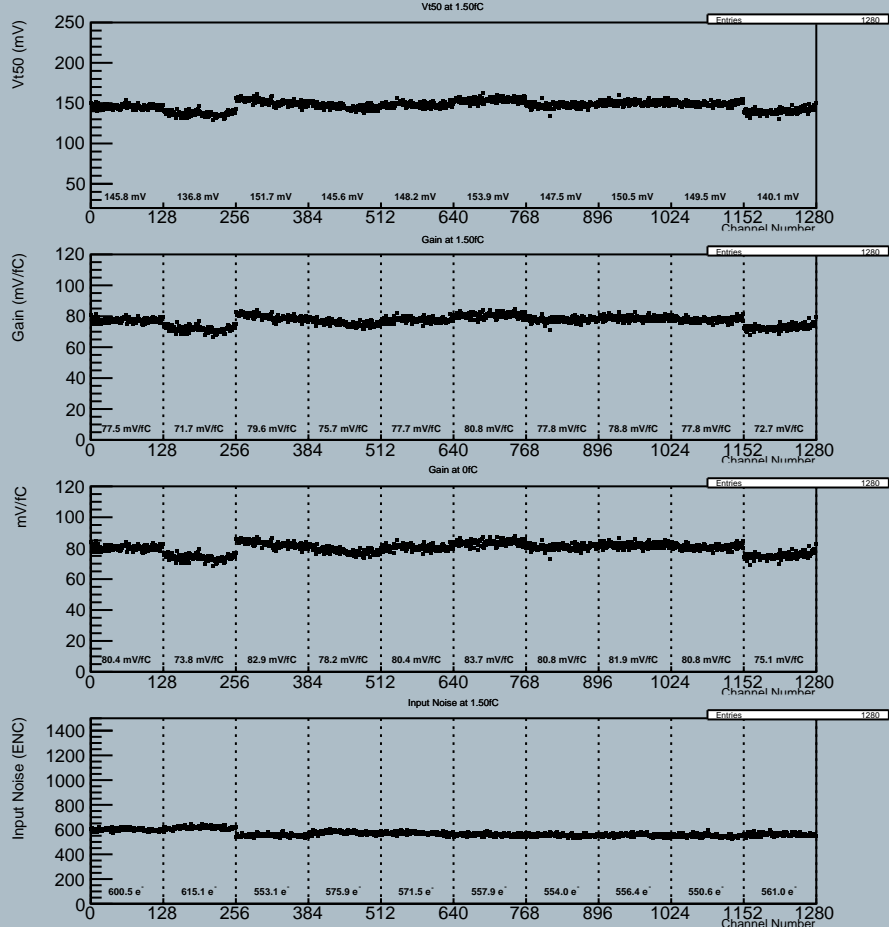 Vt50 at 1.50fC
Entries 1280
Vt50 (mV)
250
200
150
100
50
145.8 mV 136.8 mV 151.7 mV 145.6 mV 148.2 mV 153.9 mV 147.5 mV 150.5 mV 149.5 mV 140.1 mV
0 128 256 384 512 640 768 896 1024 1152 1280
Channel Number
Gain at 1.50fC
Entries 1280
Gain (mV/fC)
120
100
80
60
40
20
0
77.5 mV/fC 71.7 mV/fC 79.6 mV/fC 75.7 mV/fC 77.7 mV/fC 80.8 mV/fC 77.8 mV/fC 78.8 mV/fC 77.8 mV/fC 72.7 mV/fC
0 128 256 384 512 640 768 896 1024 1152 1280
Channel Number
Gain at 0fC
Entries 1280
mV/fC
120
100
80
60
40
20
0
80.4 mV/fC 73.8 mV/fC 82.9 mV/fC 78.2 mV/fC 80.4 mV/fC 83.7 mV/fC 80.8 mV/fC 81.9 mV/fC 80.8 mV/fC 75.1 mV/fC
0 128 256 384 512 640 768 896 1024 1152 1280
Channel Number
Input Noise at 1.50fC
Entries 1280
Input Noise (ENC)
1400
1200
1000
800
600
400
200
0
600.5 e⁻ 615.1 e⁻ 553.1 e⁻ 575.9 e⁻ 571.5 e⁻ 557.9 e⁻ 554.0 e⁻ 556.4 e⁻ 550.6 e⁻ 561.0 e⁻
0 128 256 384 512 640 768 896 1024 1152 1280
Channel Number